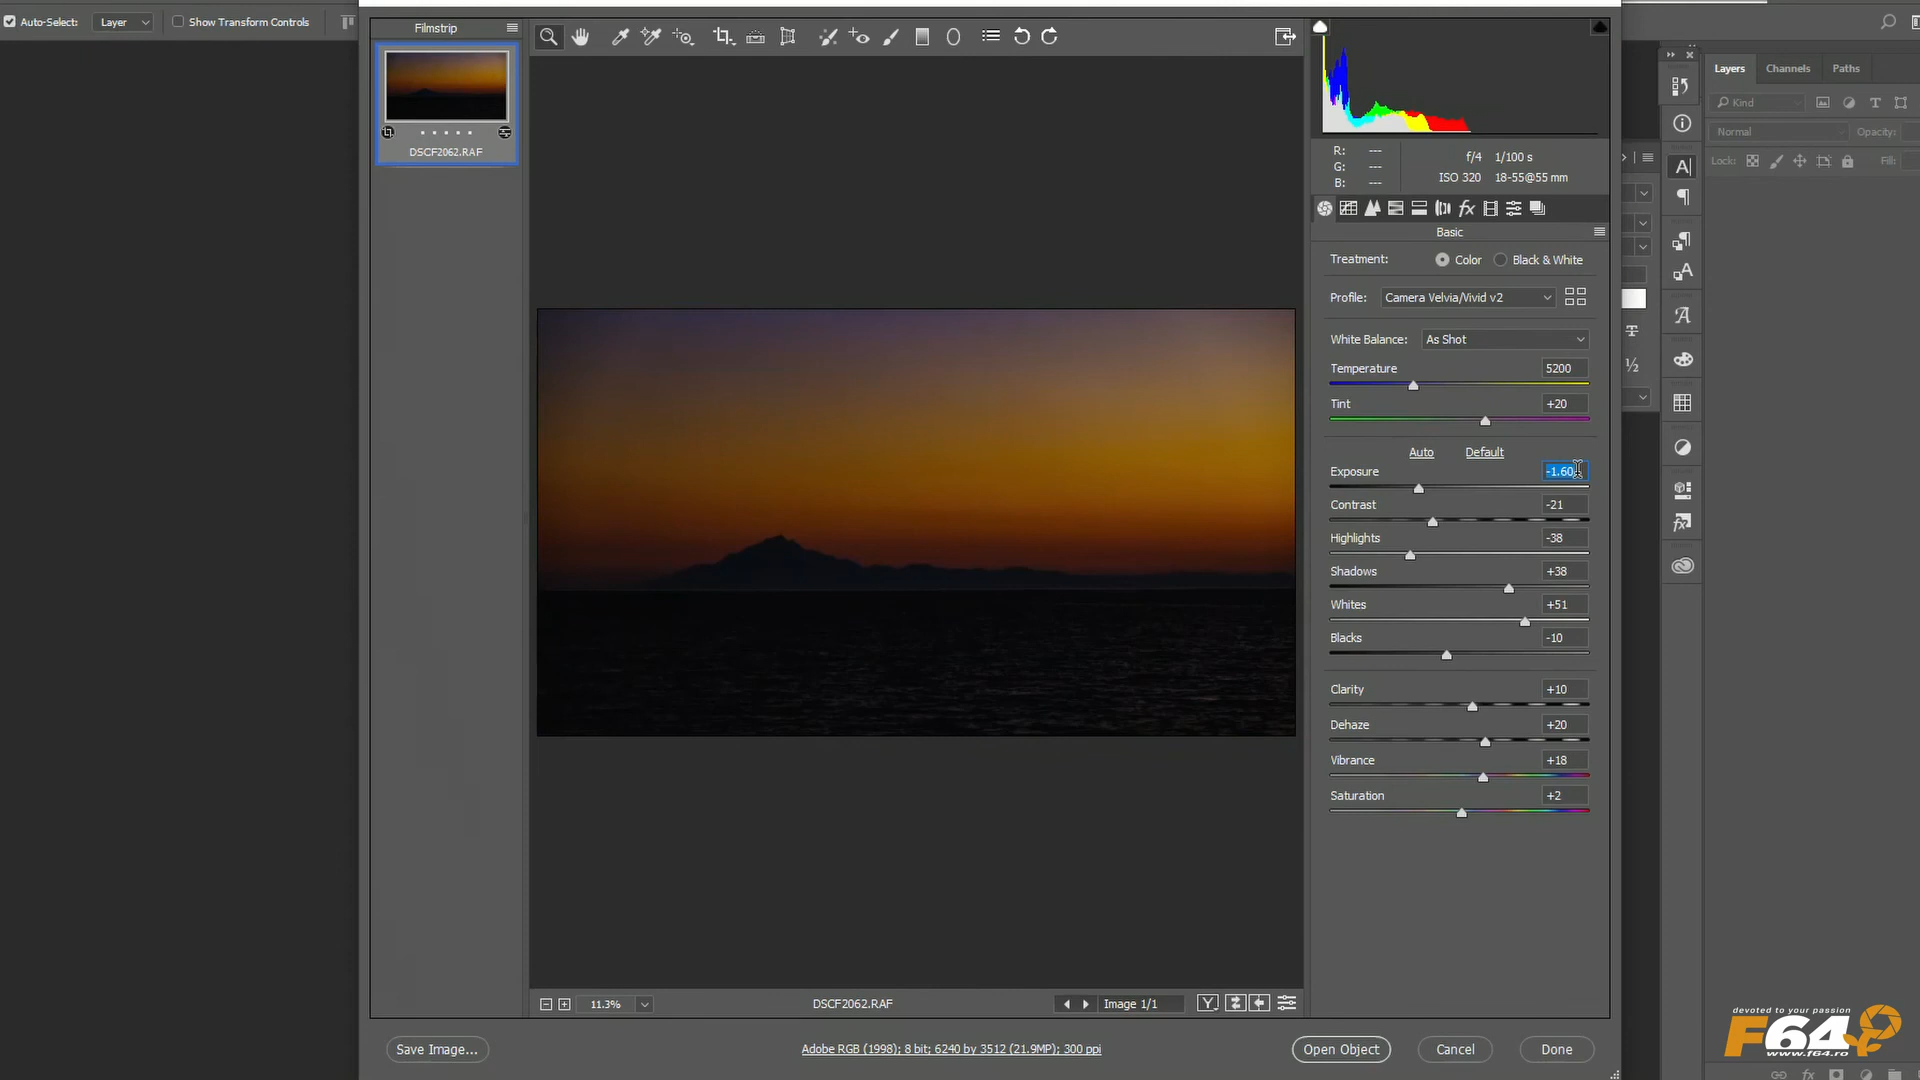 Auto-Select:
Layer
Show Transform Controls
Filmstrip
DSCF2062.RAF
R: ---
G: ---
B: ---
f/4 1/100 s
ISO 320 18-55@55 mm
Basic
Treatment: Color Black & White
Profile: Camera Velvia/Vivid v2
White Balance: As Shot
Temperature 5200
Tint +20
Auto Default
Exposure -1.60
Contrast -21
Highlights -38
Shadows +38
Whites +51
Blacks -10
Clarity +10
Dehaze +20
Vibrance +18
Saturation +2
Layers Channels Paths
Kind
Normal Opacity:
Lock: Fill:
11.3%
DSCF2062.RAF
Image 1/1
Save Image...
Adobe RGB (1998); 8 bit; 6240 by 3512 (21.9MP); 300 ppi
Open Object
Cancel
Done
devoted to your passion
F64
www.f64.ro